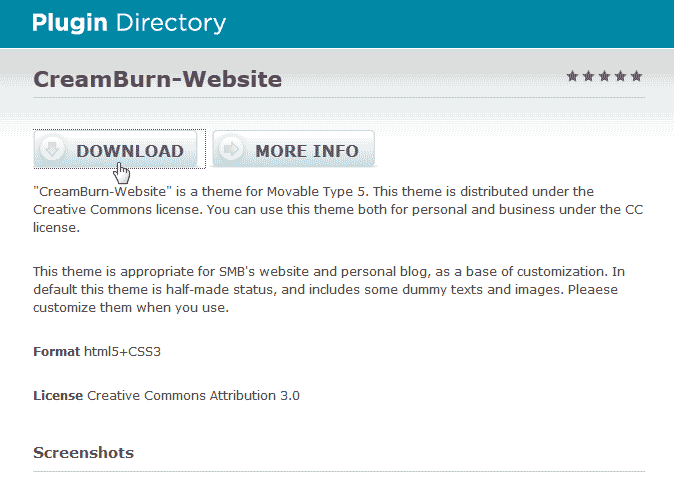 Plugin Directory
CreamBurn-Website
DOWNLOAD
MORE INFO
"CreamBurn-Website" is a theme for Movable Type 5. This theme is distributed under the
Creative Commons license. You can use this theme both for personal and business under the CC
license.
This theme is appropriate for SMB's website and personal blog, as a base of customization. In
default this theme is half-made status, and includes some dummy texts and images. Pleaese
customize them when you use.
Format html5+CSS3
License Creative Commons Attribution 3.0
Screenshots